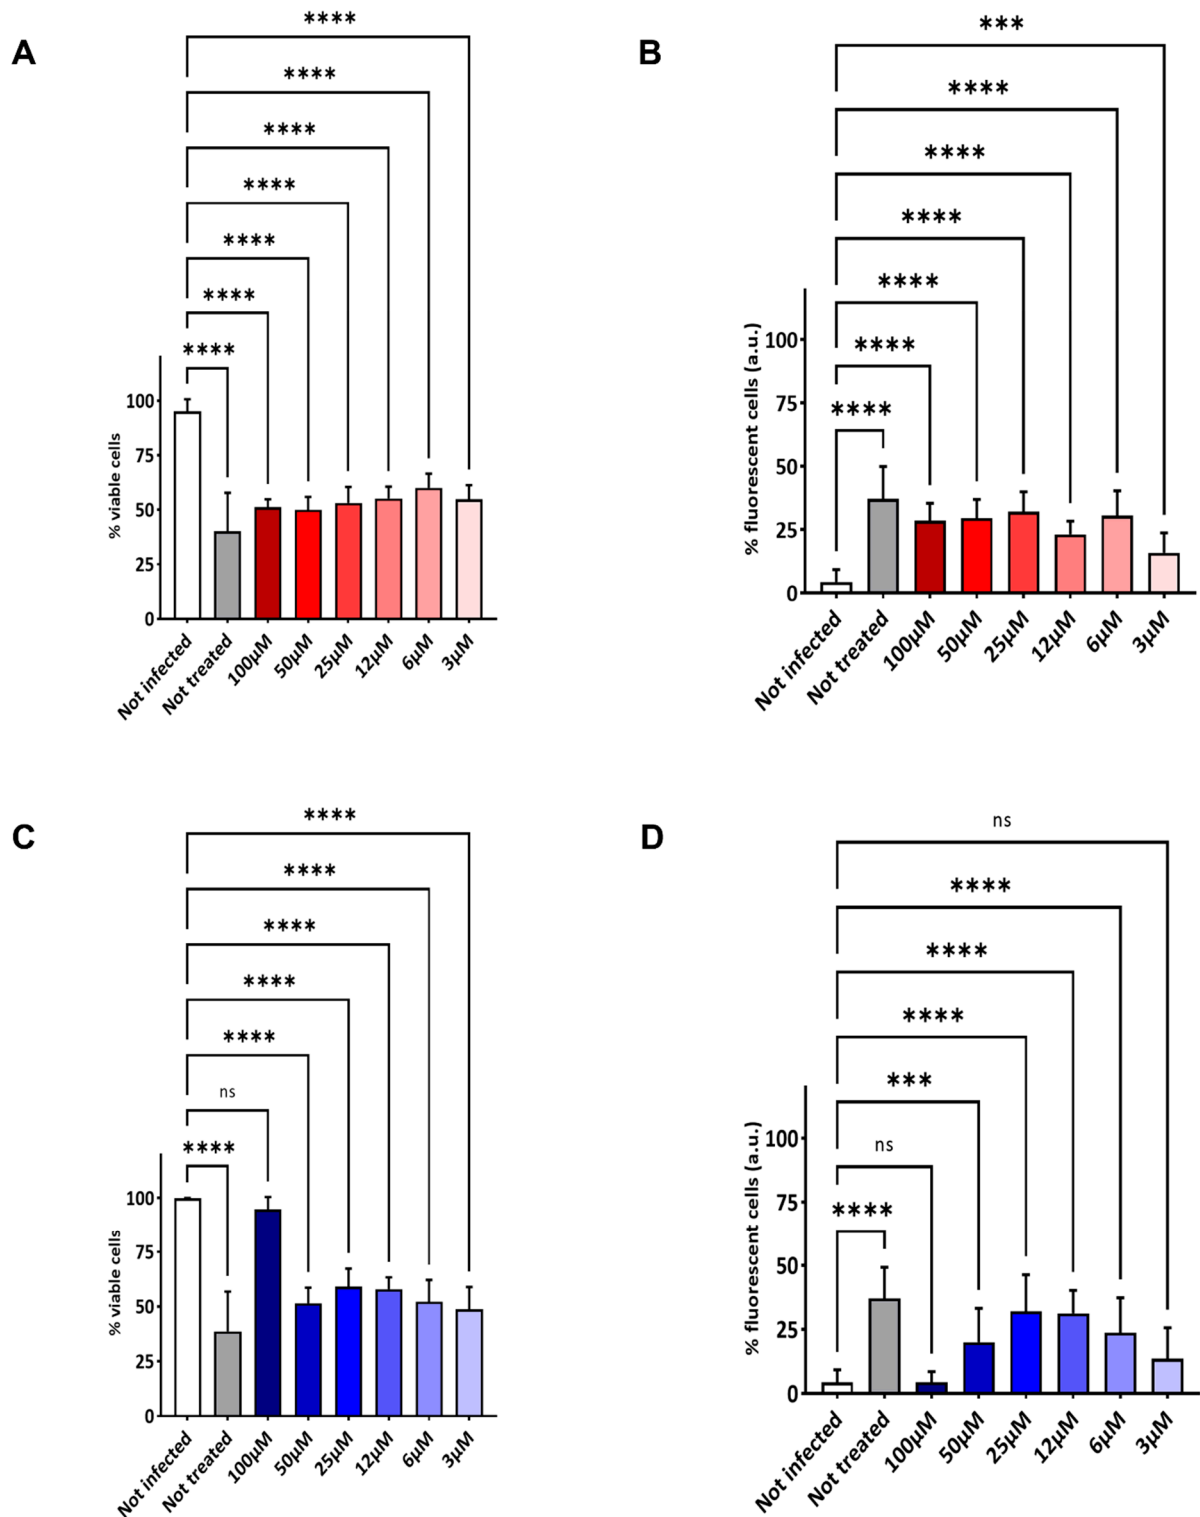 A
****
****
****
****
****
****
****
% viable cells
100
75
50
25
0
Not infected
Not treated
100µM
50µM
25µM
12µM
6µM
3µM
B
***
****
****
****
****
****
****
% fluorescent cells (a.u.)
100
75
50
25
0
Not infected
Not treated
100µM
50µM
25µM
12µM
6µM
3µM
C
****
****
****
****
****
ns
****
% viable cells
100
75
50
25
0
Not infected
Not treated
100µM
50µM
25µM
12µM
6µM
3µM
D
ns
****
****
****
***
ns
****
% fluorescent cells (a.u.)
100
75
50
25
0
Not infected
Not treated
100µM
50µM
25µM
12µM
6µM
3µM